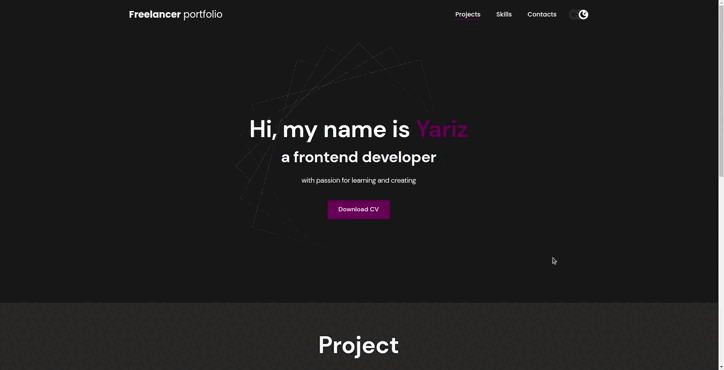 Freelancer portfolio
Projects Skills Contacts
Hi, my name is Yariz
a frontend developer
with passion for learning and creating
Download CV
Project